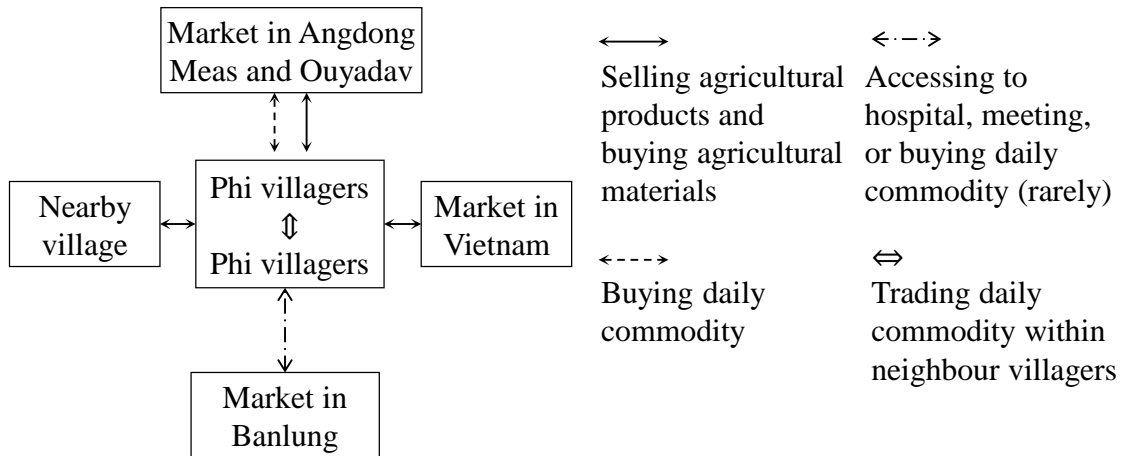 Market in Angdong
Meas and Ouyadav
Phi villagers
Phi villagers
Nearby
village
Market in
Vietnam
Market in
Banlung
Selling agricultural
products and
buying agricultural
materials
Accessing to
hospital, meeting,
or buying daily
commodity (rarely)
Buying daily
commodity
Trading daily
commodity within
neighbour villagers